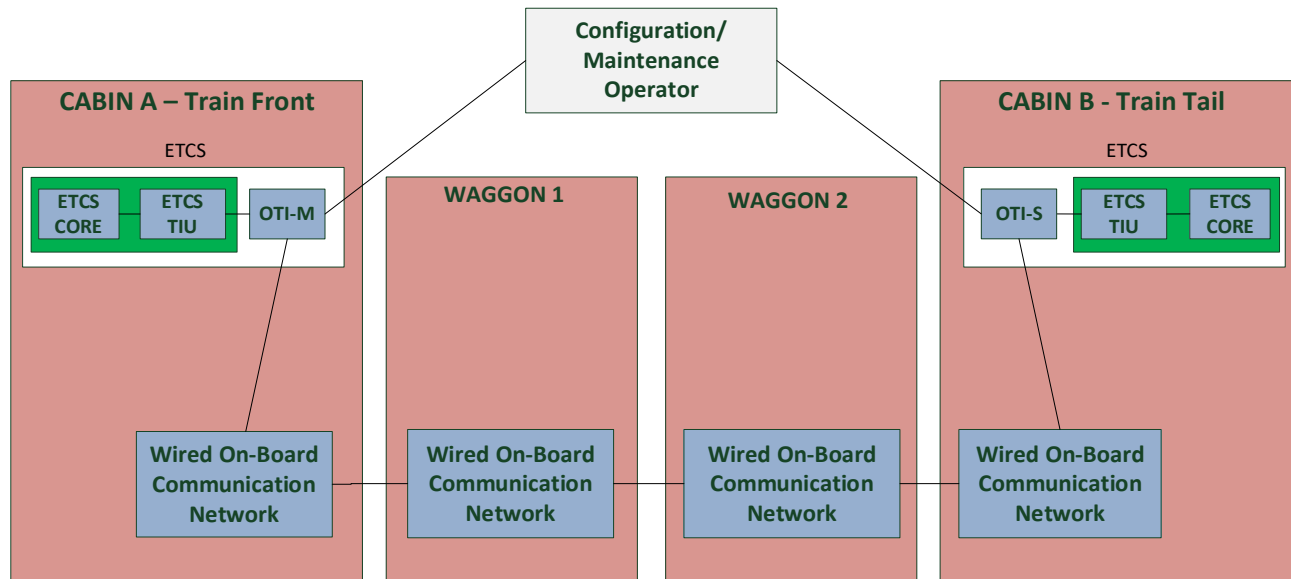 Configuration/
Maintenance
Operator
CABIN A – Train Front
ETCS
ETCS
CORE
ETCS
TIU
OTI-M
WAGGON 1
WAGGON 2
CABIN B - Train Tail
ETCS
OTI-S
ETCS
TIU
ETCS
CORE
Wired On-Board
Communication
Network
Wired On-Board
Communication
Network
Wired On-Board
Communication
Network
Wired On-Board
Communication
Network